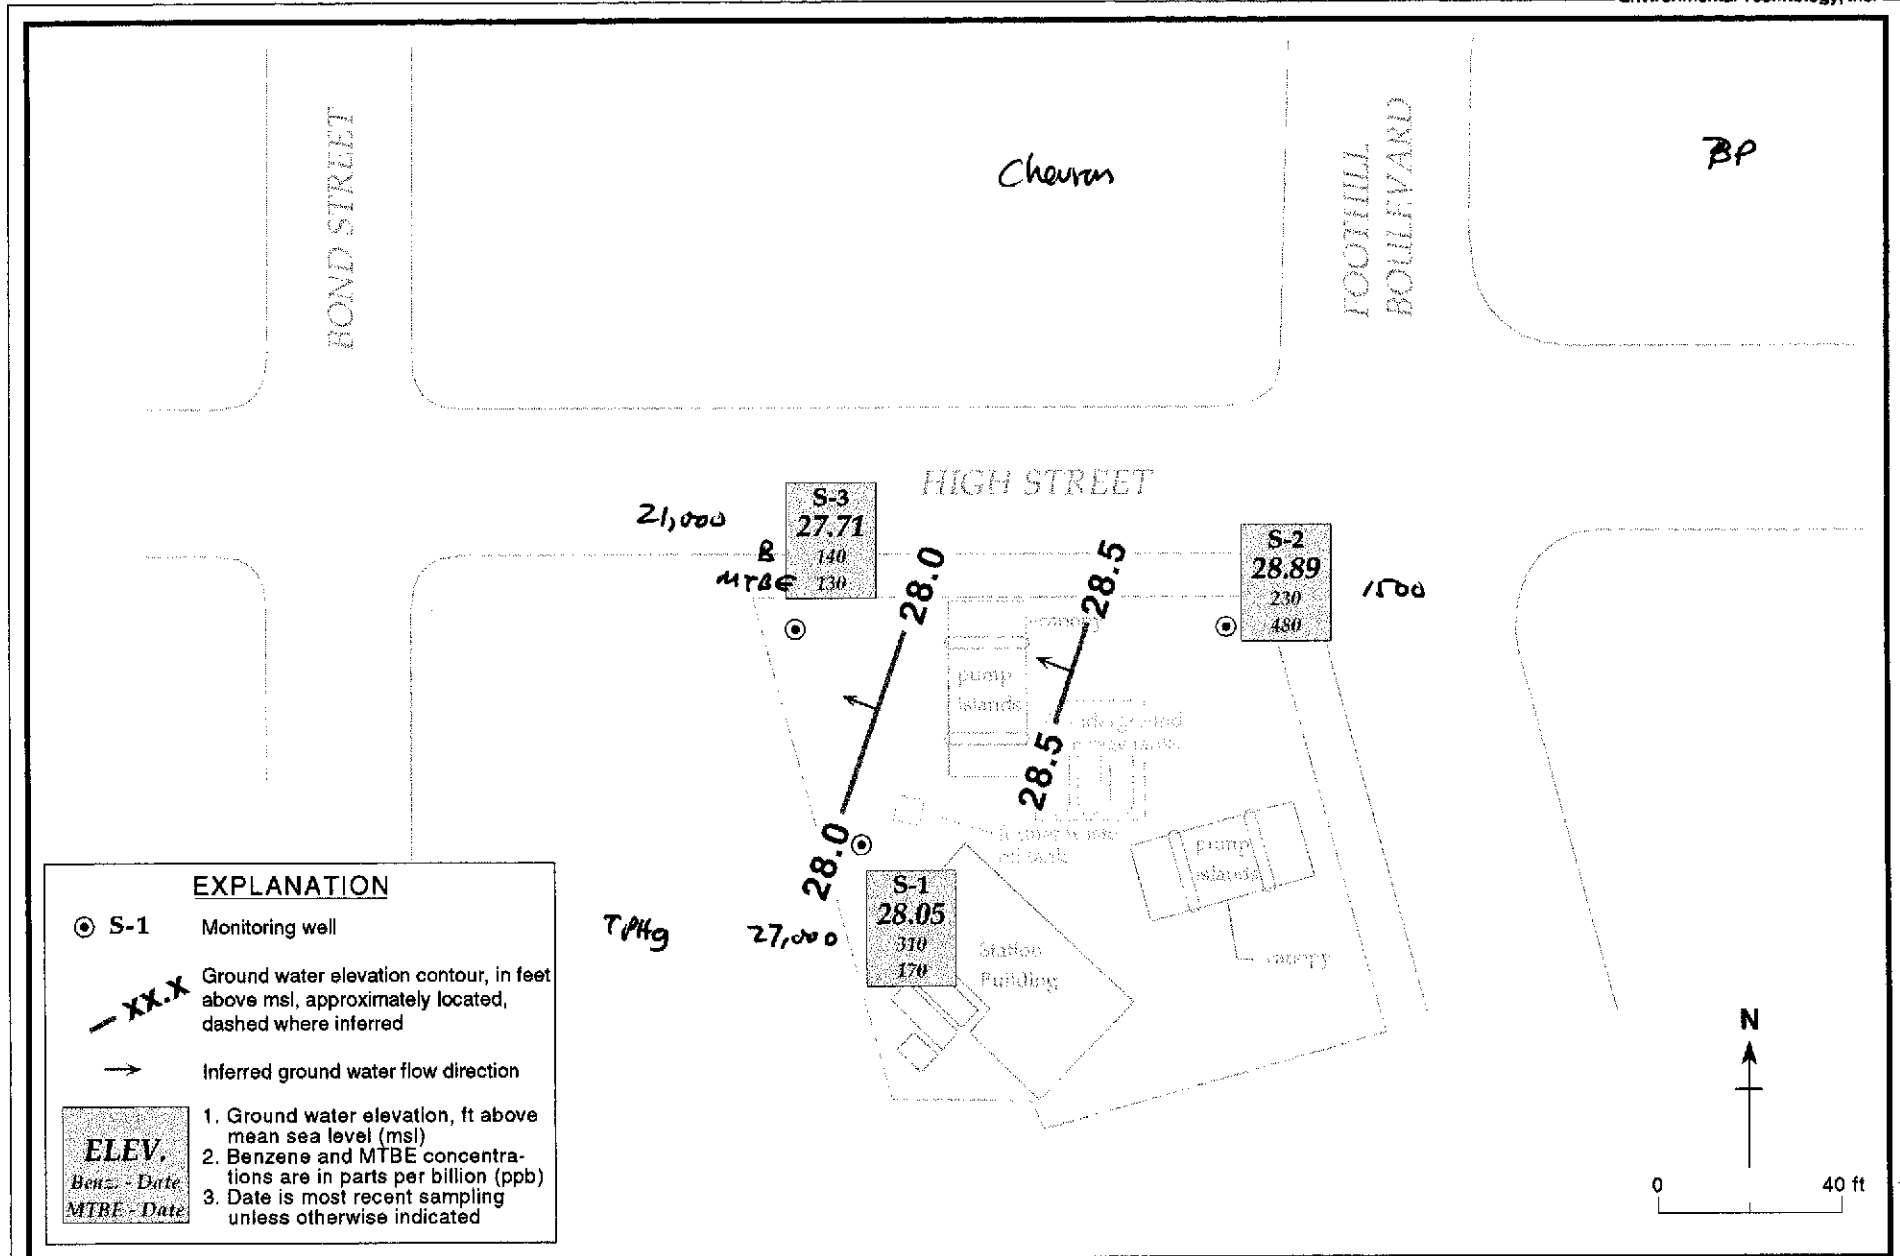 BOND STREET
Chevron
FOOTHILL
BOULEVARD
BP
HIGH STREET
21,000
B
MTBE
S-3
27.71
140
130
28.0
28.5
S-2
28.89
230
480
1500
canopy
pump
islands
28.5
28.0
pump
islands
canopy
TPHg
27,000
S-1
28.05
310
170
Station
Building
EXPLANATION
S-1 Monitoring well
XX.X Ground water elevation contour, in feet
above msl, approximately located,
dashed where inferred
Inferred ground water flow direction
ELEV.
Benz. - Date
MTBE - Date
1. Ground water elevation, ft above
mean sea level (msl)
2. Benzene and MTBE concentra-
tions are in parts per billion (ppb)
3. Date is most recent sampling
unless otherwise indicated
N
0 40 ft